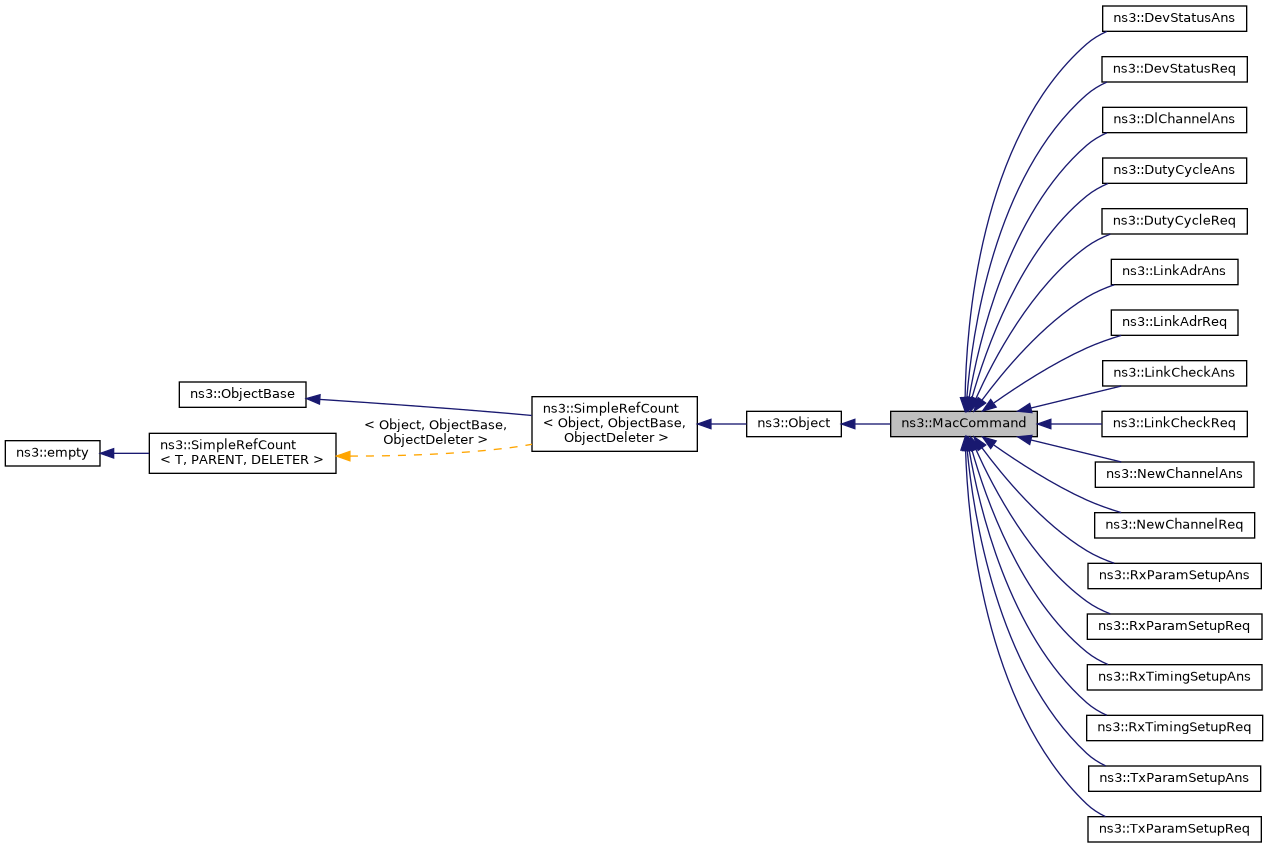 ns3::DevStatusAns
ns3::DevStatusReq
ns3::DlChannelAns
ns3::DutyCycleAns
ns3::DutyCycleReq
ns3::LinkAdrAns
ns3::LinkAdrReq
ns3::LinkCheckAns
ns3::ObjectBase
ns3::SimpleRefCount
< Object, ObjectBase,
ObjectDeleter >
< Object, ObjectBase,
ObjectDeleter >
ns3::Object
ns3::MacCommand
ns3::LinkCheckReq
ns3::empty
ns3::SimpleRefCount
< T, PARENT, DELETER >
ns3::NewChannelAns
ns3::NewChannelReq
ns3::RxParamSetupAns
ns3::RxParamSetupReq
ns3::RxTimingSetupAns
ns3::RxTimingSetupReq
ns3::TxParamSetupAns
ns3::TxParamSetupReq